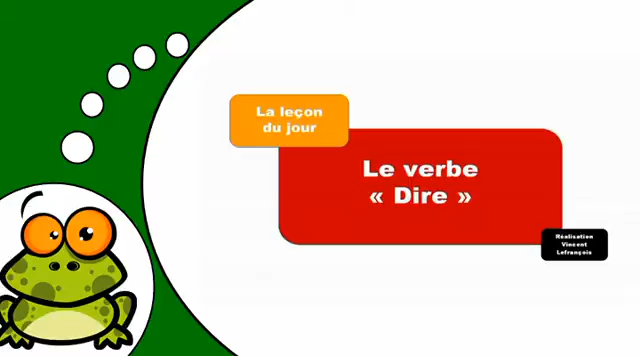 La leçon
du jour
Le verbe
« Dire »
Réalisation
Vincent
Lefrançois